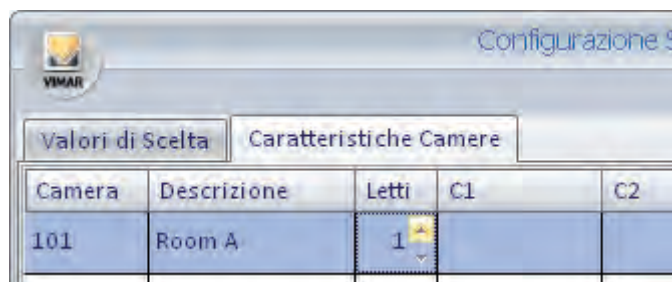 Configurazione S
VIMAR
Valori di Scelta Caratteristiche Camere
Camera Descrizione Letti C1 C2
101 Room A 1